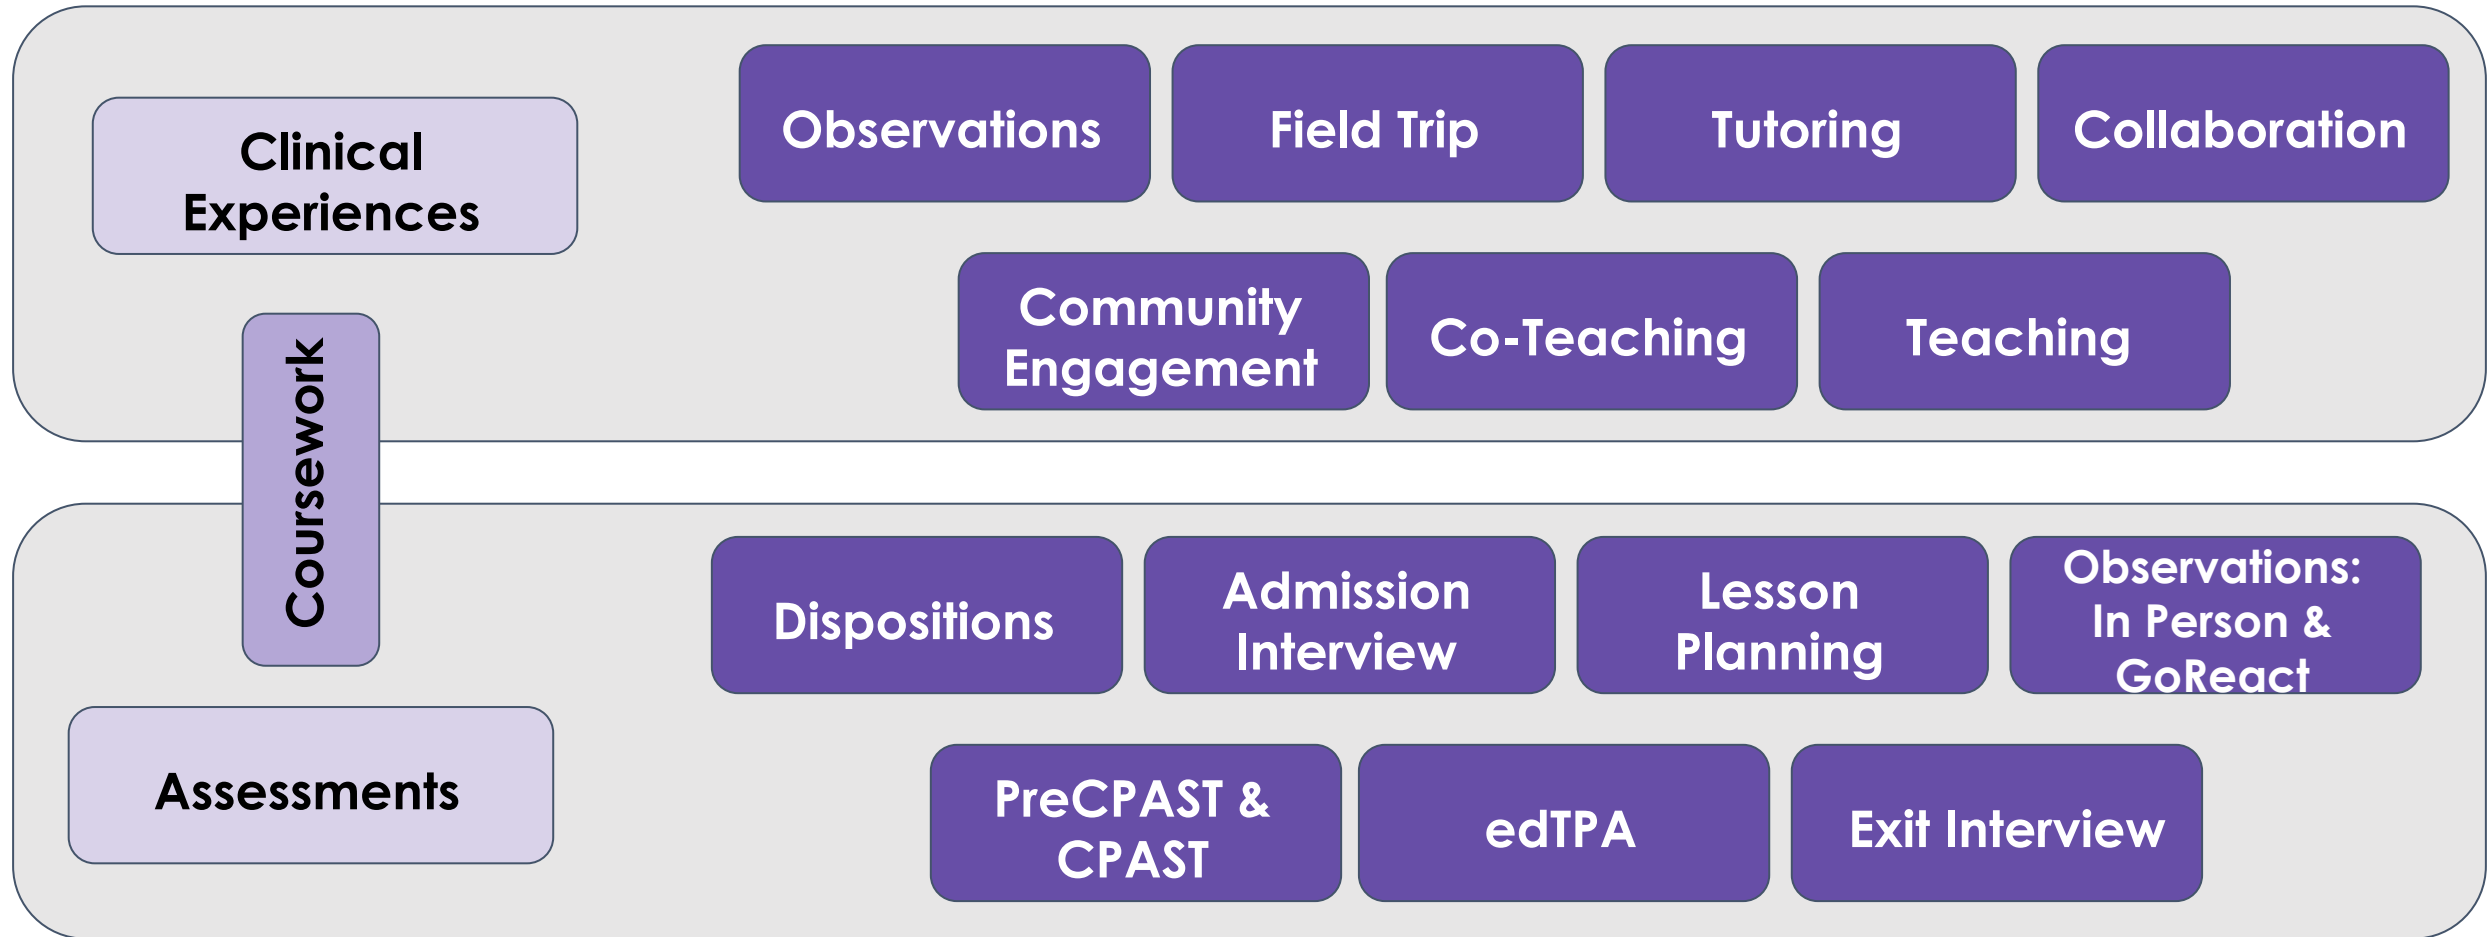 Clinical
Experiences
Observations
Field Trip
Tutoring
Collaboration
Community
Engagement
Co-Teaching
Teaching
Coursework
Assessments
Dispositions
Admission
Interview
Lesson
Planning
Observations:
In Person &
GoReact
PreCPAST &
CPAST
edTPA
Exit Interview